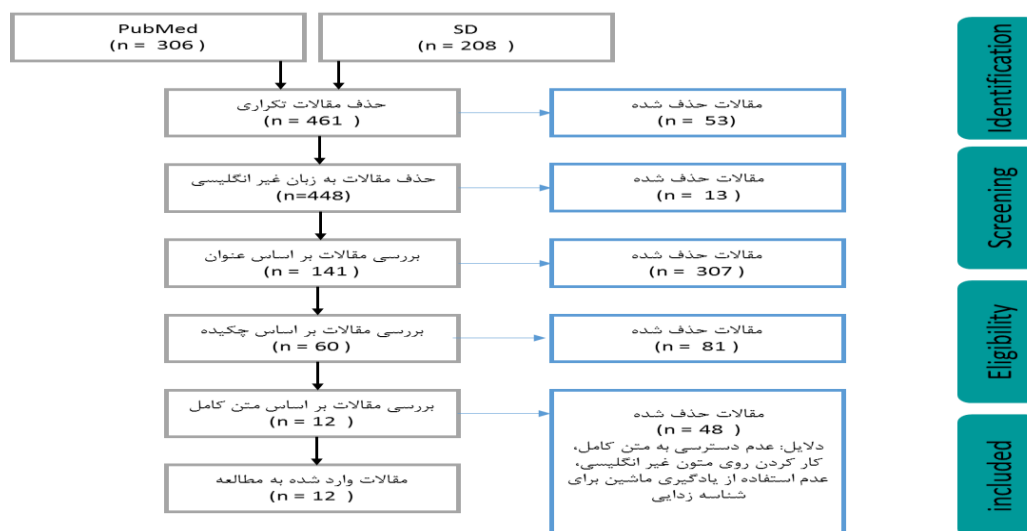 PubMed
(n = 306)
SD
(n = 208 )
حذف مقالات تکراری
(n = 461 )
مقالات حذف شده
(n = 53)
حذف مقالات به زبان غیر انگلیسی
(n=448)
مقالات حذف شده
(n = 13 )
بررسی مقالات بر اساس عنوان
(n = 141 )
مقالات حذف شده
(n = 307 )
بررسی مقالات بر اساس چکیده
(n = 60 )
مقالات حذف شده
(n = 81 )
بررسی مقالات بر اساس متن کامل
(n = 12 )
مقالات حذف شده
(n = 48 )
دلایل: عدم دسترسی به متن کامل،
کار کردن روی متون غیر انگلیسی،
عدم استفاده از یادگیری ماشین برای
شناسه زدایی
مقالات وارد شده به مطالعه
(n = 12 )
Identification
Screening
Eligibility
included